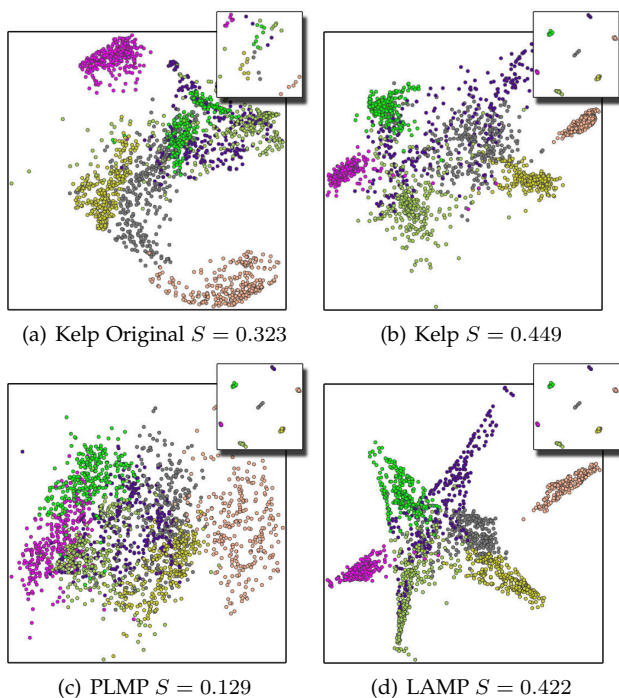 (a) Kelp Original S = 0.323
(b) Kelp S = 0.449
(c) PLMP S = 0.129
(d) LAMP S = 0.422